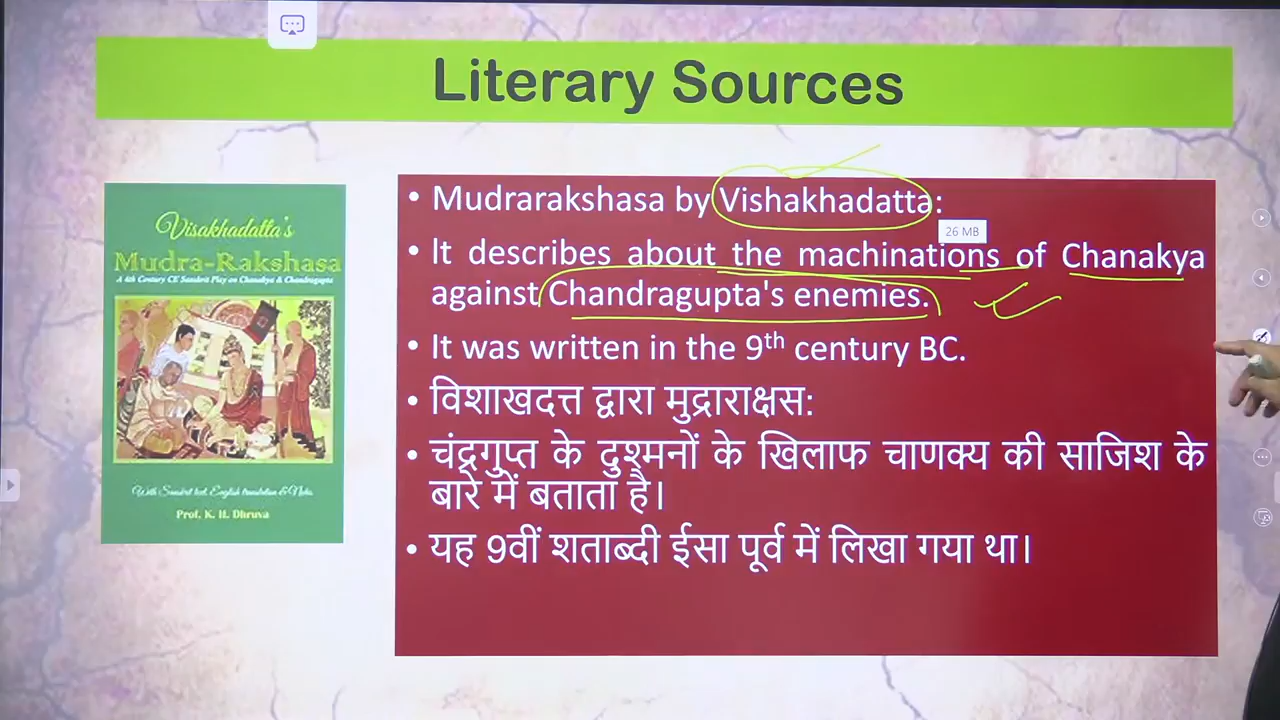 Literary Sources
Visakhadatta's
Mudra-Rakshasa
A 4th Century CE Sanskrit Play on Chanakya & Chandragupta
With Sanskrit text, English translation & Notes
Prof. K. H. Dhruva
• Mudrarakshasa by Vishakhadatta:
26 MB
• It describes about the machinations of Chanakya
against Chandragupta's enemies.
• It was written in the 9th century BC.
• विशाखदत्त द्वारा मुद्राराक्षस:
• चंद्रगुप्त के दुश्मनों के खिलाफ चाणक्य की साजिश के
बारे में बताता है।
• यह 9वीं शताब्दी ईसा पूर्व में लिखा गया था।